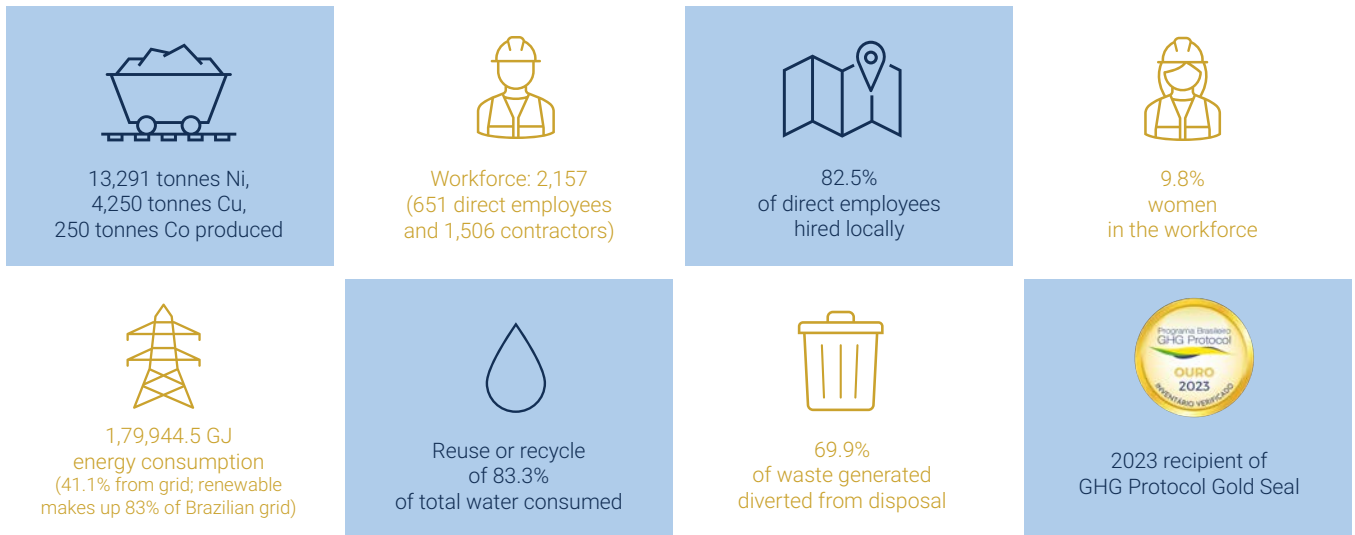 13,291 tonnes Ni,
4,250 tonnes Cu,
250 tonnes Co produced
Workforce: 2,157
(651 direct employees
and 1,506 contractors)
82.5%
of direct employees
hired locally
9.8%
women
in the workforce
1,79,944.5 GJ
energy consumption
(41.1% from grid; renewable
makes up 83% of Brazilian grid)
Reuse or recycle
of 83.3%
of total water consumed
69.9%
of waste generated
diverted from disposal
Programa Brasileiro
GHG Protocol
OURO
2023
INVENTÁRIO VERIFICADO
2023 recipient of
GHG Protocol Gold Seal